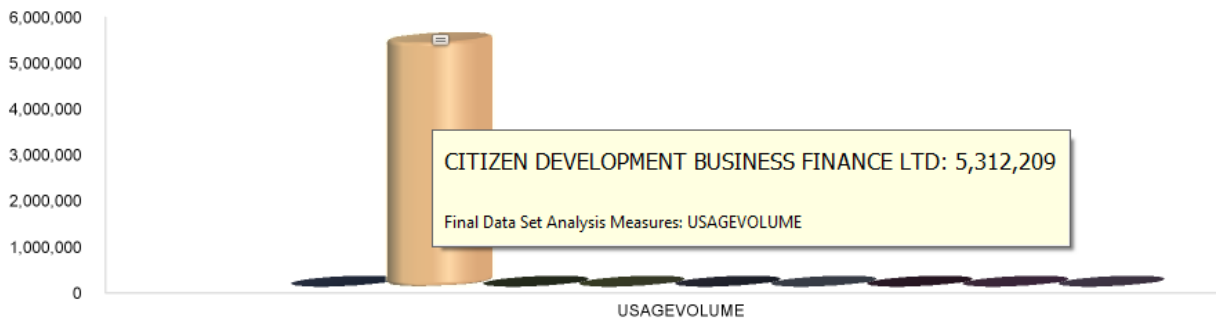 6,000,000
5,000,000
4,000,000
3,000,000
CITIZEN DEVELOPMENT BUSINESS FINANCE LTD: 5,312,209
2,000,000
Final Data Set Analysis Measures: USAGEVOLUME
1,000,000
0
USAGEVOLUME